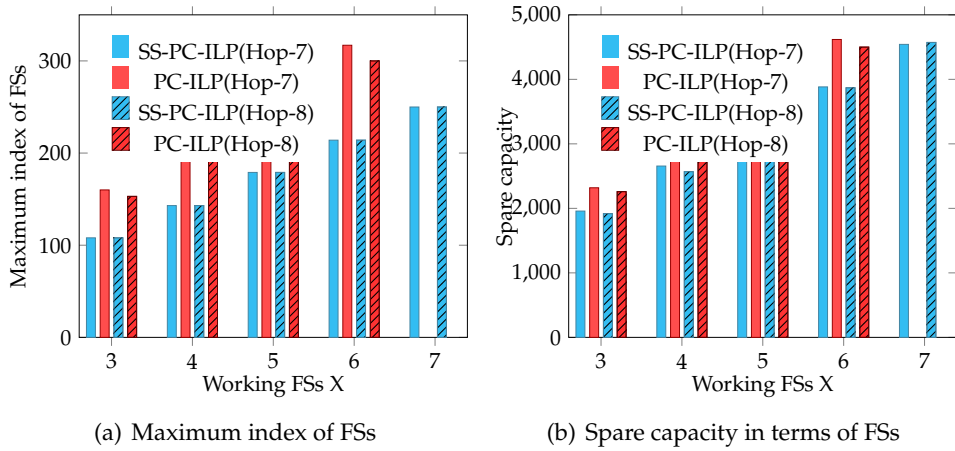 Maximum index of FSs
300
200
100
0
SS-PC-ILP(Hop-7)
PC-ILP(Hop-7)
SS-PC-ILP(Hop-8)
PC-ILP(Hop-8)
3 4 5 6 7
Working FSs X
(a) Maximum index of FSs
Spare capacity
5,000
4,000
3,000
2,000
1,000
0
SS-PC-ILP(Hop-7)
PC-ILP(Hop-7)
SS-PC-ILP(Hop-8)
PC-ILP(Hop-8)
3 4 5 6 7
Working FSs X
(b) Spare capacity in terms of FSs